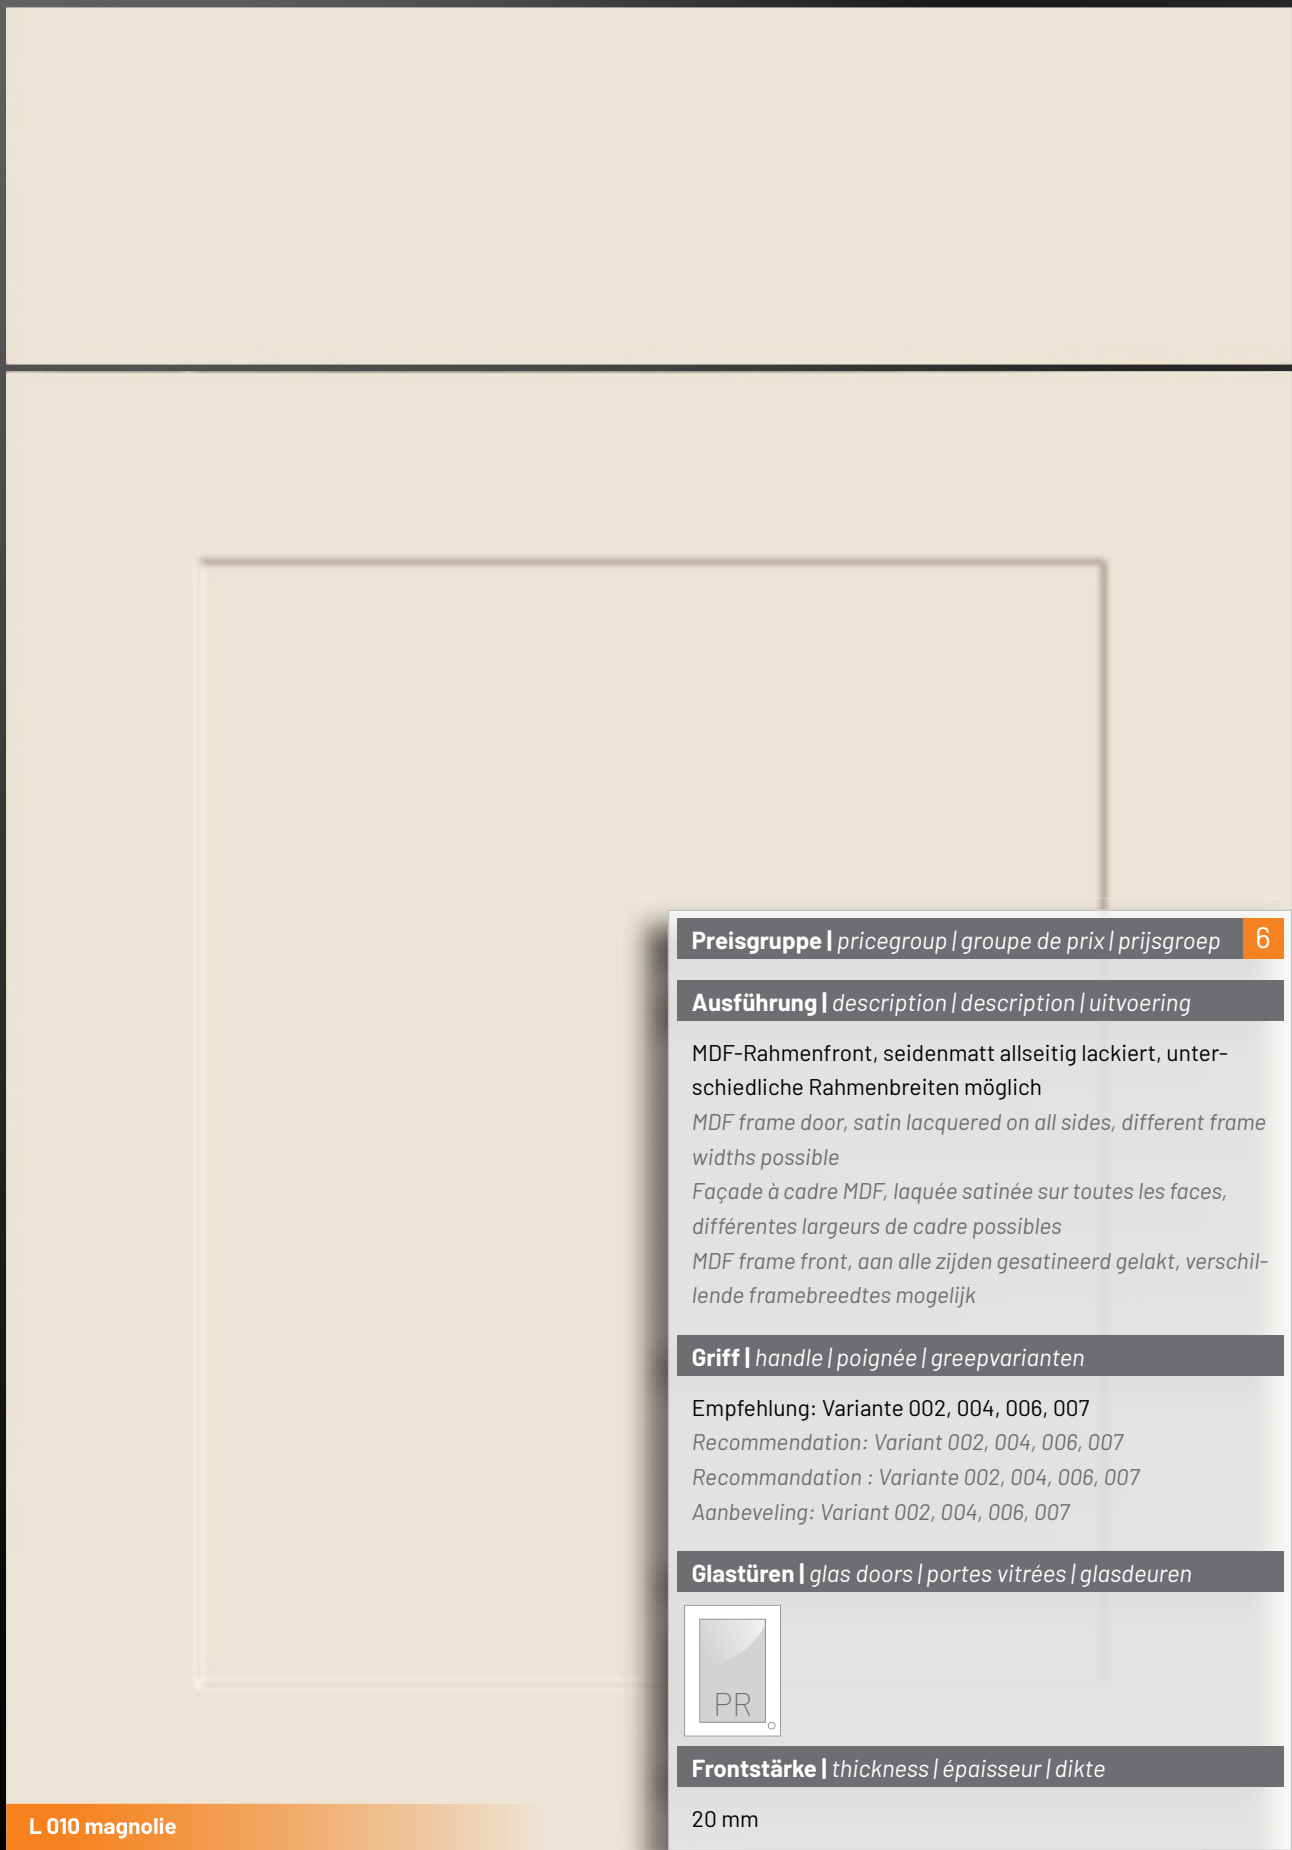 Preisgruppe | pricegroup | groupe de prix | prijsgroep 6
Ausführung | description | description | uitvoering
MDF-Rahmenfront, seidenmatt allseitig lackiert, unter-
schiedliche Rahmenbreiten möglich
MDF frame door, satin lacquered on all sides, different frame
widths possible
Façade à cadre MDF, laquée satinée sur toutes les faces,
différentes largeurs de cadre possibles
MDF frame front, aan alle zijden gesatineerd gelakt, verschil-
lende framebreedtes mogelijk
Griff | handle | poignée | greepvarianten
Empfehlung: Variante 002, 004, 006, 007
Recommendation: Variant 002, 004, 006, 007
Recommandation : Variante 002, 004, 006, 007
Aanbeveling: Variant 002, 004, 006, 007
Glastüren | glas doors | portes vitrées | glasdeuren
PR
Frontstärke | thickness | épaisseur | dikte
20 mm
L 010 magnolie